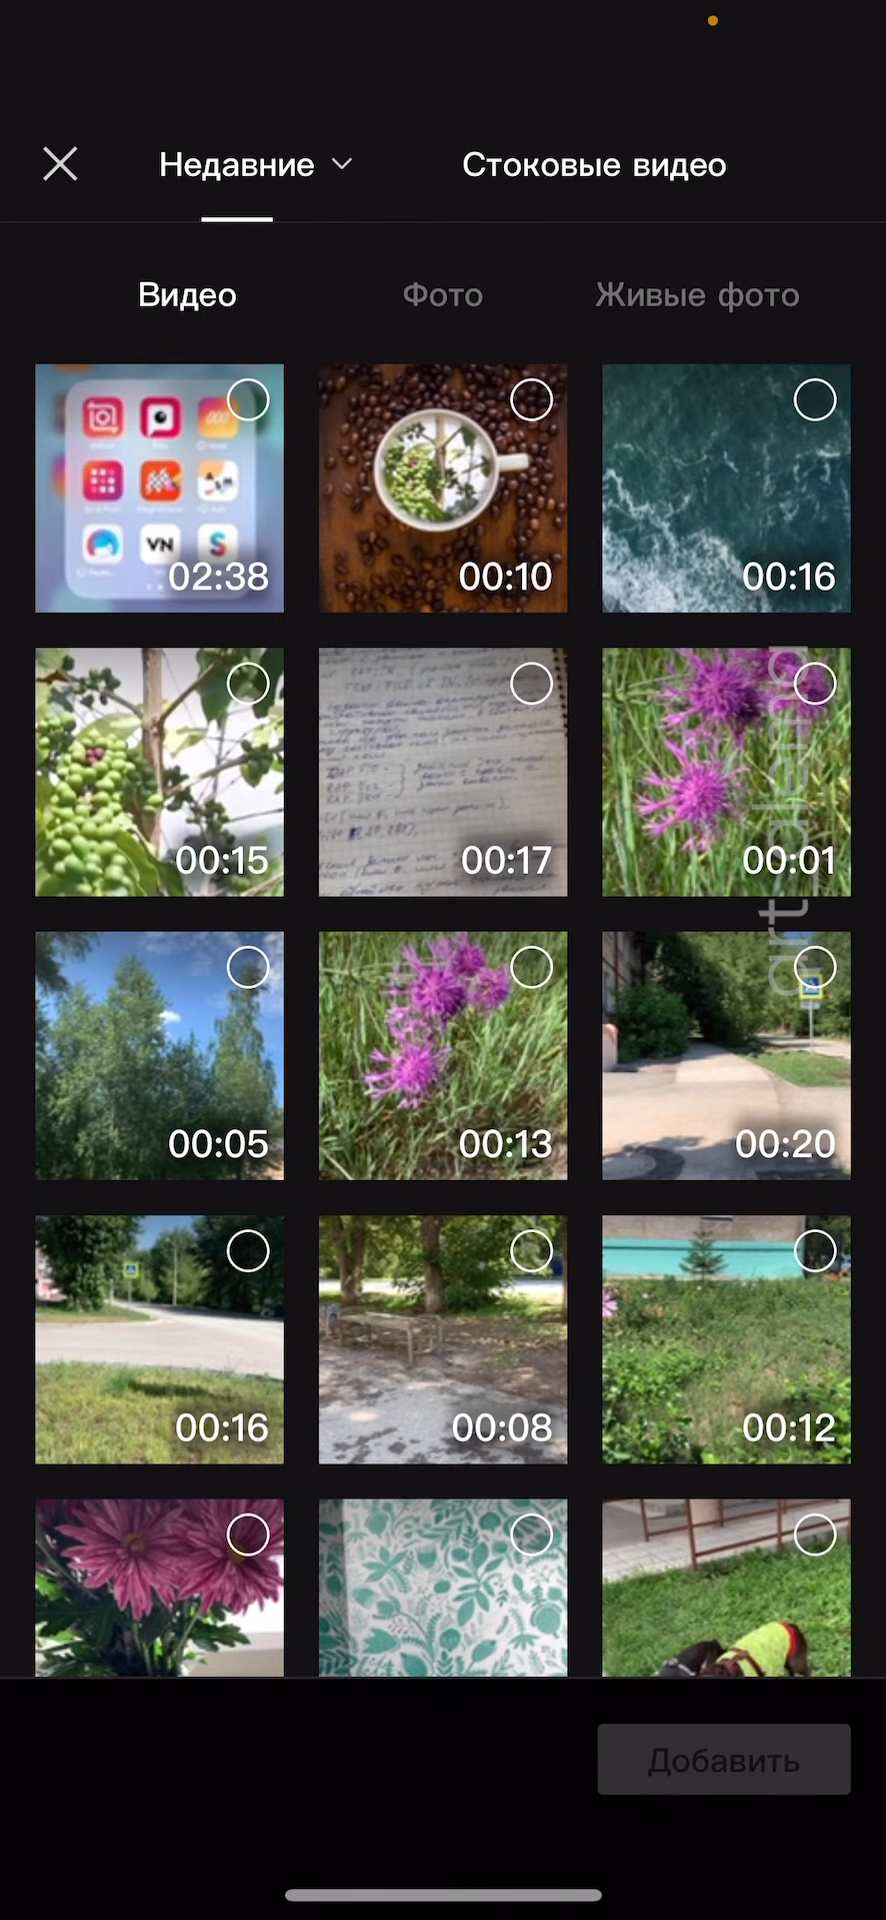 Недавние
Стоковые видео
Видео
Фото
Живые фото
VN
S
02:38
00:10
00:16
00:15
00:17
00:01
00:05
00:13
00:20
00:16
00:08
00:12
Добавить